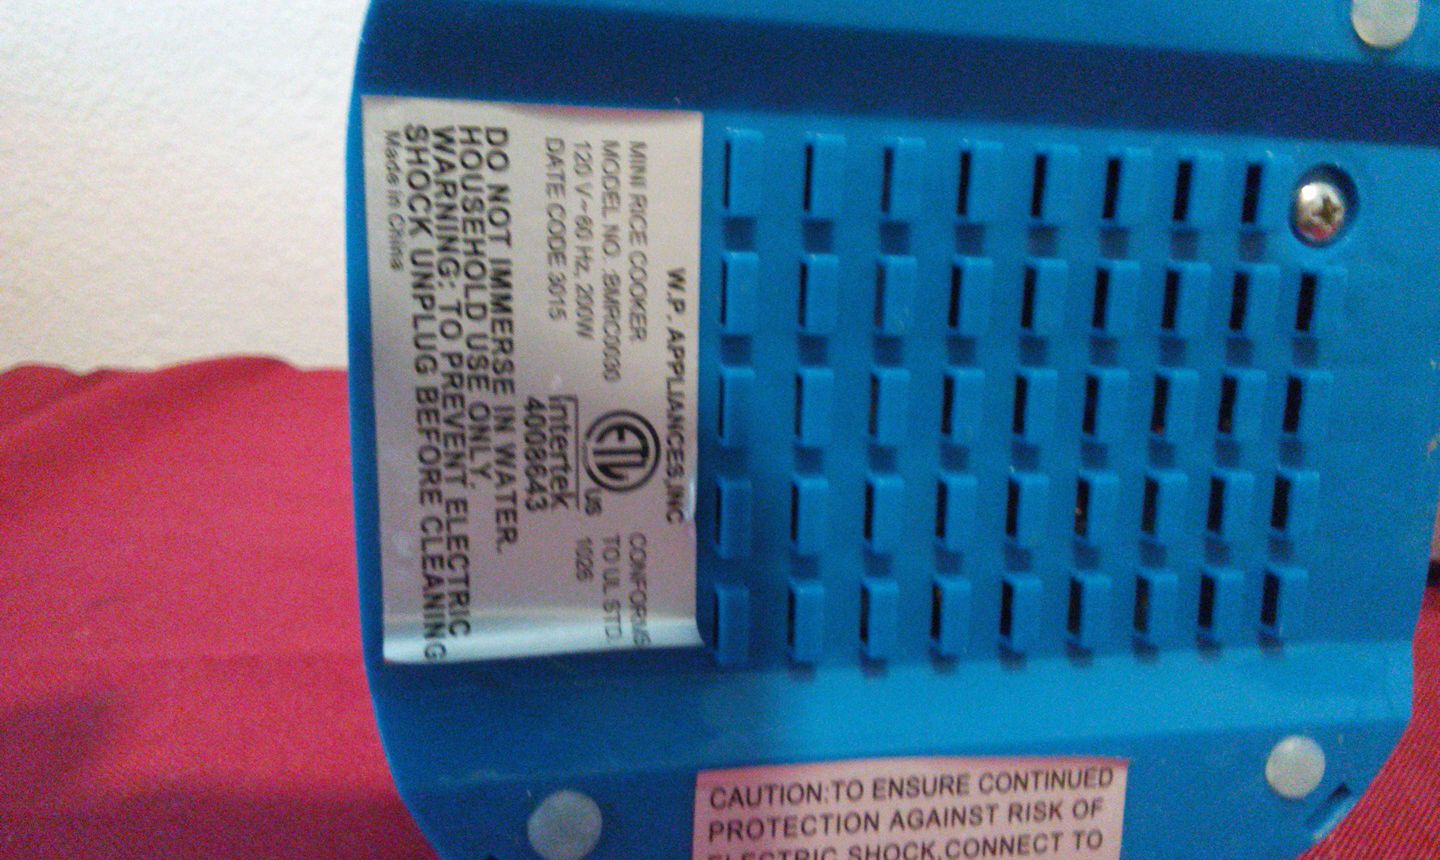 W.P. APPLIANCES,INC
MINI RICE COOKER
MODEL NO. :BMRC0030
120 V~60 Hz, 200W
DATE CODE 3015
ETL
US
Intertek
4008643
CONFORMS
TO UL STD.
1026
DO NOT IMMERSE IN WATER.
HOUSEHOLD USE ONLY.
WARNING: TO PREVENT ELECTRIC
SHOCK UNPLUG BEFORE CLEANING
Made in China
CAUTION:TO ENSURE CONTINUED
PROTECTION AGAINST RISK OF
ELECTRIC SHOCK,CONNECT TO